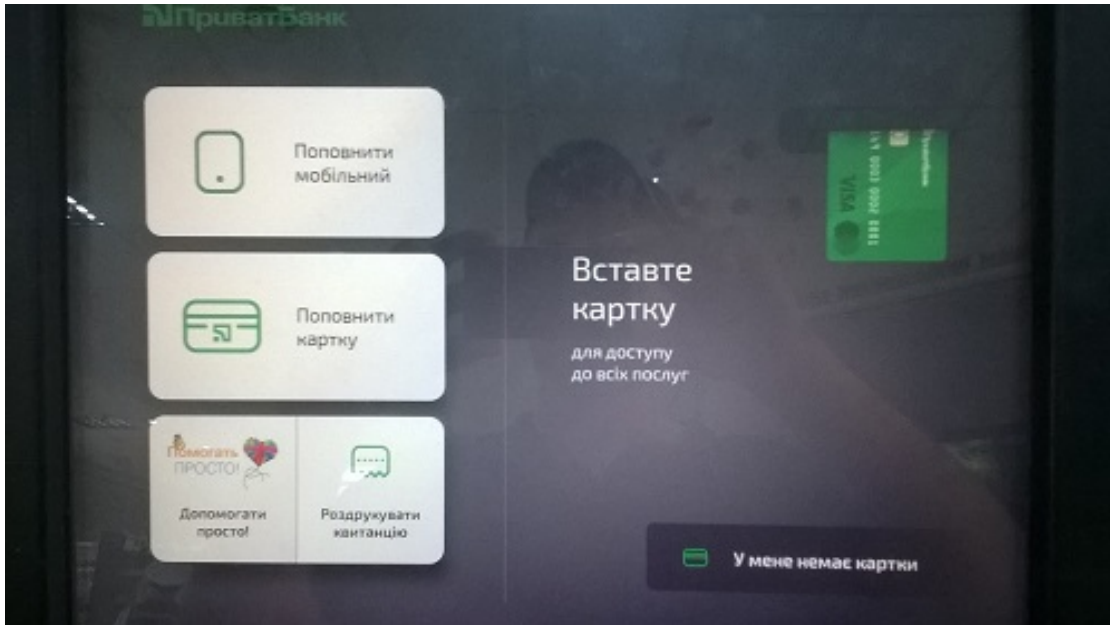 ПриватБанк
Поповнити
мобільний
Поповнити
картку
Помогать
ПРОСТО!
Допомогати
просто!
Роздрукувати
квитанцію
Вставте
картку
для доступу
до всіх послуг
VISA
ПриватБанк
У мене немає картки